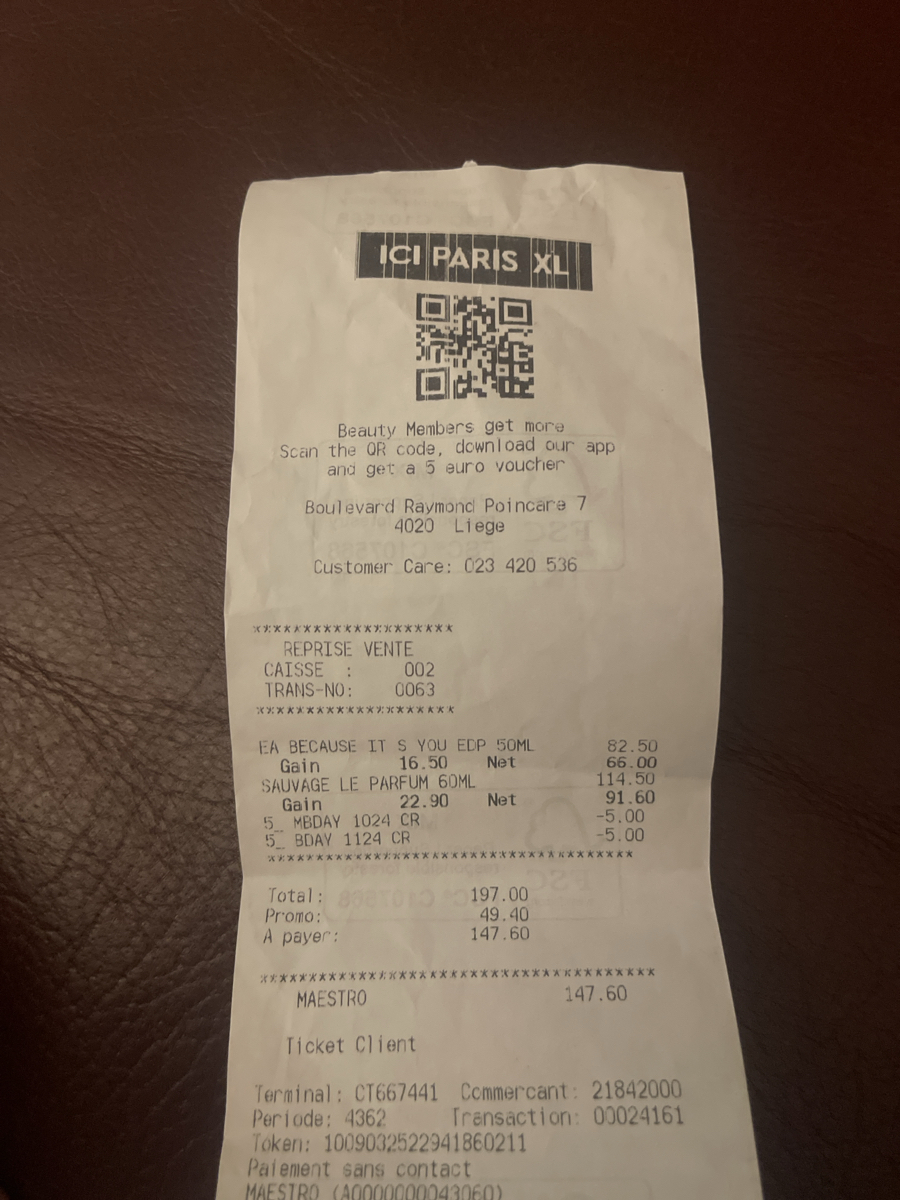 ICI PARIS XL
Beauty Members get more
Scan the QR code, download our app
and get a 5 euro voucher
Boulevard Raymond Poincare 7
4020 Liege
Customer Care: 023 420 536
********************
REPRISE VENTE
CAISSE : 002
TRANS-NO: 0063
********************
EA BECAUSE IT S YOU EDP 50ML 82.50
Gain 16.50 Net 66.00
SAUVAGE LE PARFUM 60ML 114.50
Gain 22.90 Net 91.60
5_ MBDAY 1024 CR -5.00
5_ BDAY 1124 CR -5.00
**************************************
Total: 197.00
Promo: 49.40
A payer: 147.60
**************************************
MAESTRO 147.60
Ticket Client
Terminal: CT667441 Commercant: 21842000
Periode: 4362 Transaction: 00024161
Token: 1009032522941860211
Paiement sans contact
MAESTRO (A0000000043060)